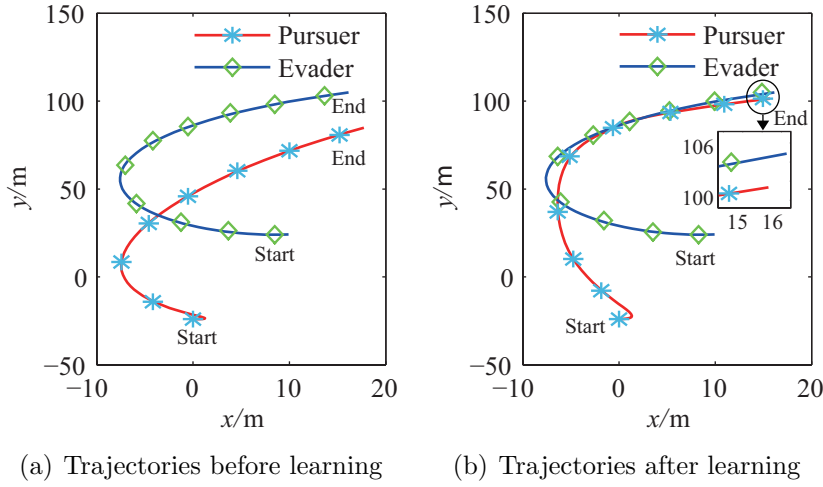 150
100
50
0
−50
−10
0
10
20
x/m
y/m
Pursuer
Evader
End
End
Start
Start
(a) Trajectories before learning
150
100
50
0
−50
−10
0
10
20
x/m
y/m
Pursuer
Evader
End
106
100
15
16
Start
Start
(b) Trajectories after learning